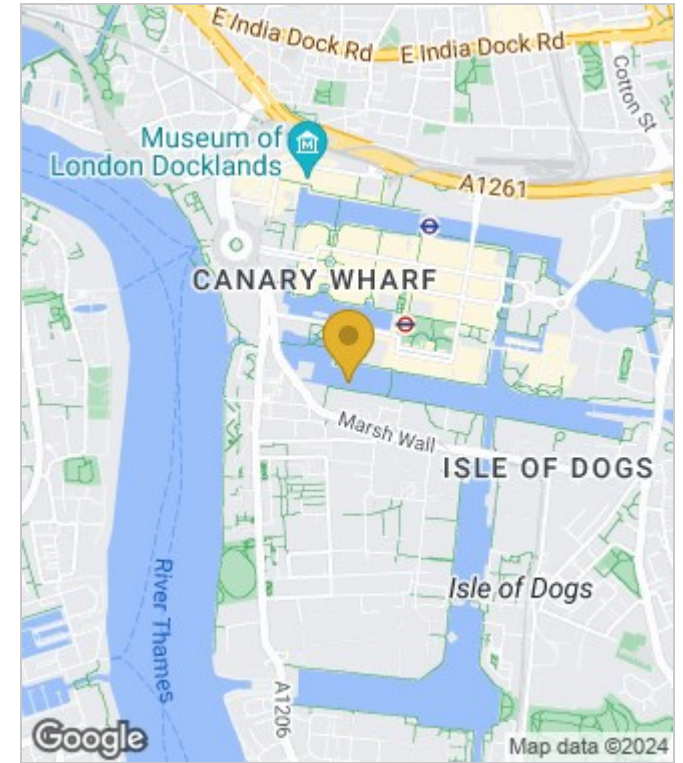 E India Dock Rd
E India Dock Rd
Cotton St
Museum of
London Docklands
A1261
CANARY WHARF
Marsh Wall
ISLE OF DOGS
River Thames
Isle of Dogs
A1206
Google
Map data ©2024